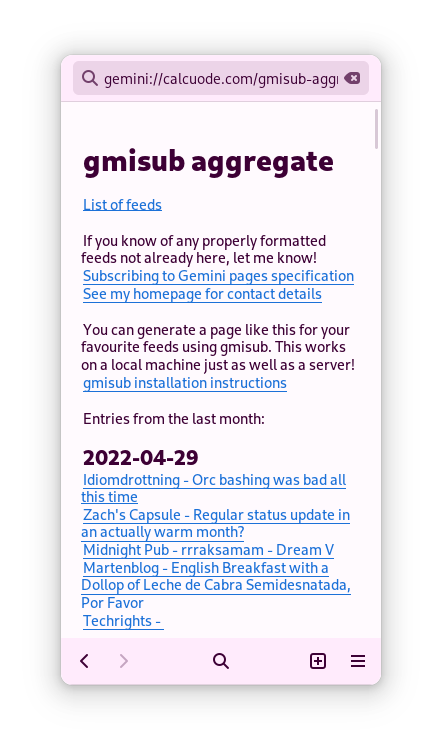 gemini://calcuode.com/gmisub-aggr
gmisub aggregate
List of feeds
If you know of any properly formatted
feeds not already here, let me know!
Subscribing to Gemini pages specification
See my homepage for contact details
You can generate a page like this for your
favourite feeds using gmisub. This works
on a local machine just as well as a server!
gmisub installation instructions
Entries from the last month:
2022-04-29
Idiomdrottning - Orc bashing was bad all
this time
Zach's Capsule - Regular status update in
an actually warm month?
Midnight Pub - rrraksamam - Dream V
Martenblog - English Breakfast with a
Dollop of Leche de Cabra Semidesnatada,
Por Favor
Techrights -